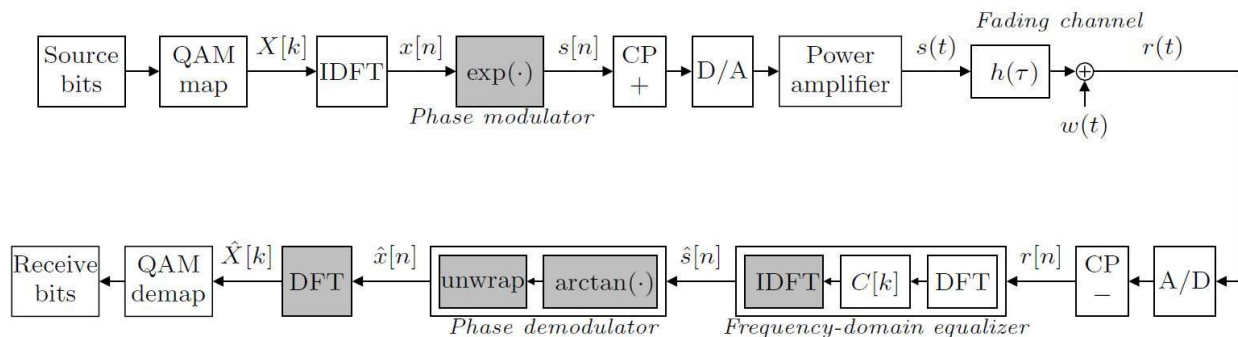 Fading channel
Source bits
QAM map
X[k]
IDFT
x[n]
exp(·)
Phase modulator
s[n]
CP +
D/A
Power amplifier
s(t)
h(τ)
+
w(t)
r(t)
Receive bits
QAM demap
X̂[k]
DFT
x̂[n]
unwrap
arctan(·)
Phase demodulator
ŝ[n]
IDFT
C[k]
DFT
Frequency-domain equalizer
r[n]
CP −
A/D